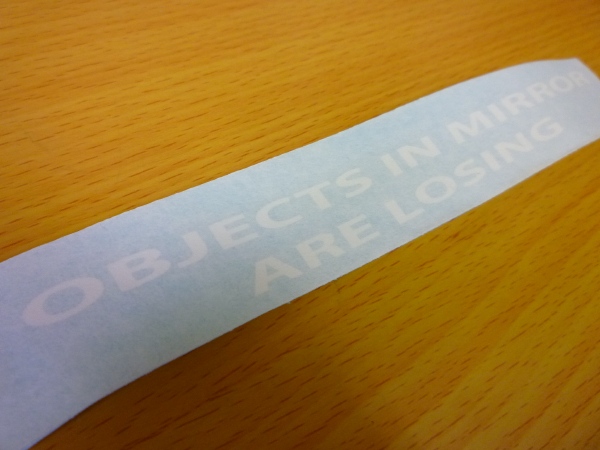 OBJECTS IN MIRROR
ARE LOSING